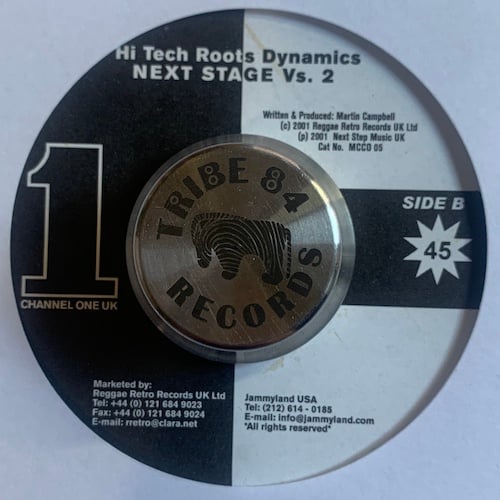 Hi Tech Roots Dynamics
NEXT STAGE Vs. 2
Written & Produced: Martin Campbell
(c) 2001 Reggae Retro Records UK Ltd
(p) 2001 Next Step Music UK
Cat No. MCCD 05
1
CHANNEL ONE UK
TRIBE 84
RECORDS
SIDE B
45
Marketed by:
Reggae Retro Records UK Ltd
Tel: +44 (0) 121 684 9023
Fax: +44 (0) 121 684 9024
E-mail: rretro@clara.net
Jammyland USA
Tel: (212) 614 - 0185
E-mail: info@jammyland.com
"All rights reserved"